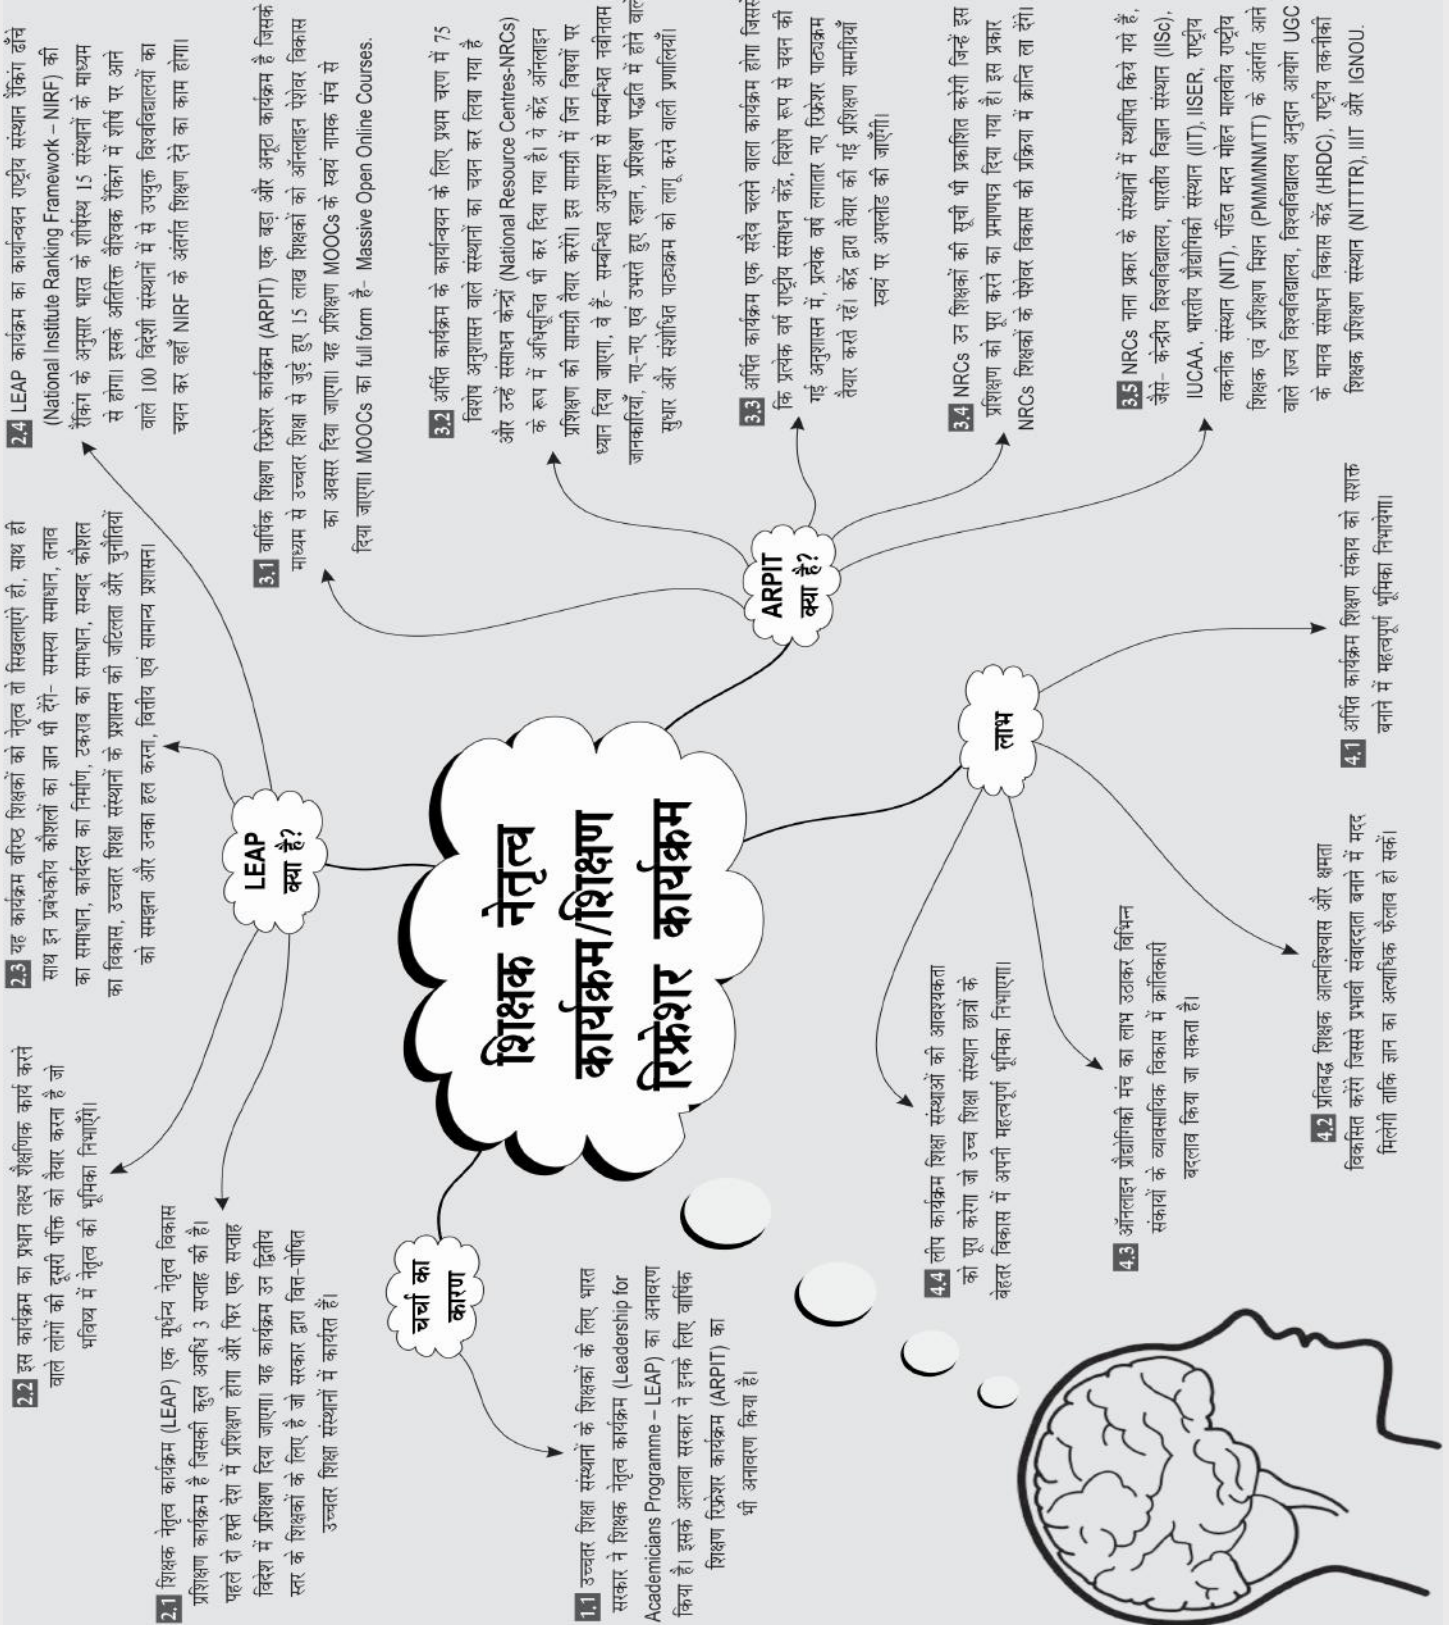 शिक्षक नेतृत्व
कार्यक्रम/शिक्षण
रिफ्रेशर कार्यक्रम
चर्चा का
कारण
1.1 उच्चतर शिक्षा संस्थानों के शिक्षकों के लिए भारत
सरकार ने शिक्षक नेतृत्व कार्यक्रम (Leadership for
Academicians Programme – LEAP) का अनावरण
किया है। इसके अलावा सरकार ने इनके लिए वार्षिक
शिक्षण रिफ्रेशर कार्यक्रम (ARPIT) का
भी अनावरण किया है।
LEAP
क्या है?
2.1 शिक्षक नेतृत्व कार्यक्रम (LEAP) एक मूर्धन्य नेतृत्व विकास
प्रशिक्षण कार्यक्रम है जिसकी कुल अवधि 3 सप्ताह की है।
पहले दो हफ्ते देश में प्रशिक्षण होगा और फिर एक सप्ताह
विदेश में प्रशिक्षण दिया जाएगा। यह कार्यक्रम उन द्वितीय
स्तर के शिक्षकों के लिए है जो सरकार द्वारा वित्त-पोषित
उच्चतर शिक्षा संस्थानों में कार्यरत हैं।
2.2 इस कार्यक्रम का प्रधान लक्ष्य शैक्षणिक कार्य करने
वाले लोगों की दूसरी पंक्ति को तैयार करना है जो
भविष्य में नेतृत्व की भूमिका निभाएँगे।
2.3 यह कार्यक्रम वरिष्ठ शिक्षकों को नेतृत्व तो सिखलाएंगे ही, साथ ही
साथ इन प्रबंधकीय कौशलों का ज्ञान भी देंगे- समस्या समाधान, तनाव
का समाधान, कार्यदल का निर्माण, टकराव का समाधान, सम्वाद कौशल
का विकास, उच्चतर शिक्षा संस्थानों के प्रशासन की जटिलता और चुनौतियों
को समझना और उनका हल करना, वित्तीय एवं सामान्य प्रशासन।
2.4 LEAP कार्यक्रम का कार्यान्वयन राष्ट्रीय संस्थान रैंकिंग ढाँचे
(National Institute Ranking Framework – NIRF) की
रैंकिंग के अनुसार भारत के शीर्षस्थ 15 संस्थानों के माध्यम
से होगा। इसके अतिरिक्त वैश्विक रैंकिंग में शीर्ष पर आने
वाले 100 विदेशी संस्थानों में से उपयुक्त विश्वविद्यालयों का
चयन कर वहाँ NIRF के अंतर्गत शिक्षण देने का काम होगा।
ARPIT
क्या है?
3.1 वार्षिक शिक्षण रिफ्रेशर कार्यक्रम (ARPIT) एक बड़ा और अनूठा कार्यक्रम है जिसके
माध्यम से उच्चतर शिक्षा से जुड़े हुए 15 लाख शिक्षकों को ऑनलाइन पेशेवर विकास
का अवसर दिया जाएगा। यह प्रशिक्षण MOOCs के स्वयं नामक मंच से
दिया जाएगा। MOOCs का full form है- Massive Open Online Courses.
3.2 अर्पित कार्यक्रम के कार्यान्वयन के लिए प्रथम चरण में 75
विशेष अनुशासन वाले संस्थानों का चयन कर लिया गया है
और उन्हें संसाधन केन्द्रों (National Resource Centres-NRCs)
के रूप में अधिसूचित भी कर दिया गया है। ये केंद्र ऑनलाइन
प्रशिक्षण की सामग्री तैयार करेंगे। इस सामग्री में जिन विषयों पर
ध्यान दिया जाएगा, वे हैं- सम्बन्धित अनुशासन से सम्बन्धित नवीनतम
जानकारियाँ, नए-नए एवं उभरते हुए रुझान, प्रशिक्षण पद्धति में होने वाले
सुधार और संशोधित पाठ्यक्रम को लागू करने वाली प्रणालियाँ।
3.3 अर्पित कार्यक्रम एक सदैव चलने वाला कार्यक्रम होगा जिससे
कि प्रत्येक वर्ष राष्ट्रीय संसाधन केंद्र, विशेष रूप से चयन की
गई अनुशासन में, प्रत्येक वर्ष लगातार नए रिफ्रेशर पाठ्यक्रम
तैयार करते रहें। केंद्र द्वारा तैयार की गई प्रशिक्षण सामग्रियाँ
स्वयं पर अपलोड की जाएँगी।
3.4 NRCs उन शिक्षकों की सूची भी प्रकाशित करेगी जिन्हें इस
प्रशिक्षण को पूरा करने का प्रमाणपत्र दिया गया है। इस प्रकार
NRCs शिक्षकों के पेशेवर विकास की प्रक्रिया में क्रान्ति ला देंगे।
3.5 NRCs नाना प्रकार के संस्थानों में स्थापित किये गये हैं,
जैसे- केन्द्रीय विश्वविद्यालय, भारतीय विज्ञान संस्थान (IISc),
IUCAA, भारतीय प्रौद्योगिकी संस्थान (IIT), IISER, राष्ट्रीय
तकनीक संस्थान (NIT), पंडित मदन मोहन मालवीय राष्ट्रीय
शिक्षक एवं प्रशिक्षण मिशन (PMMMNMTT) के अंतर्गत आने
वाले राज्य विश्वविद्यालय, विश्वविद्यालय अनुदान आयोग UGC
के मानव संसाधन विकास केंद्र (HRDC), राष्ट्रीय तकनीकी
शिक्षक प्रशिक्षण संस्थान (NITTTR), IIIT और IGNOU.
लाभ
4.1 अर्पित कार्यक्रम शिक्षण संकाय को सशक्त
बनाने में महत्वपूर्ण भूमिका निभायेगा।
4.2 प्रतिबद्ध शिक्षक आत्मविश्वास और क्षमता
विकसित करेंगे जिससे प्रभावी संवाददाता बनाने में मदद
मिलेगी ताकि ज्ञान का अत्याधिक फैलाव हो सकें।
4.3 ऑनलाइन प्रौद्योगिकी मंच का लाभ उठाकर विभिन्न
संकायों के व्यावसायिक विकास में क्रांतिकारी
बदलाव किया जा सकता है।
4.4 लीप कार्यक्रम शिक्षा संस्थाओं की आवश्यकता
को पूरा करेगा जो उच्च शिक्षा संस्थान छात्रों के
बेहतर विकास में अपनी महत्वपूर्ण भूमिका निभाएगा।